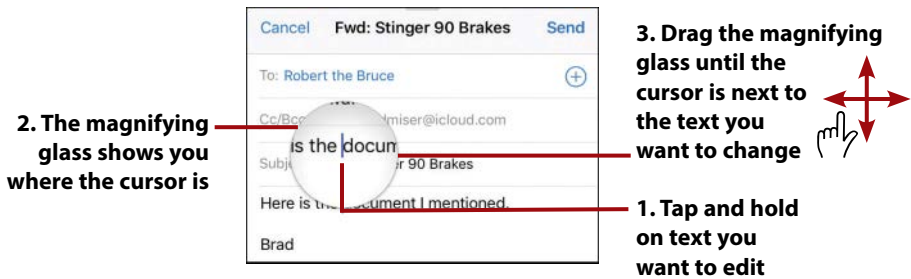 Cancel Fwd: Stinger 90 Brakes Send
To: Robert the Bruce
Cc/Bcc dmiser@icloud.com
is the docum
Subj r 90 Brakes
Here is the document I mentioned.
Brad
2. The magnifying
glass shows you
where the cursor is
3. Drag the magnifying
glass until the
cursor is next to
the text you
want to change
1. Tap and hold
on text you
want to edit